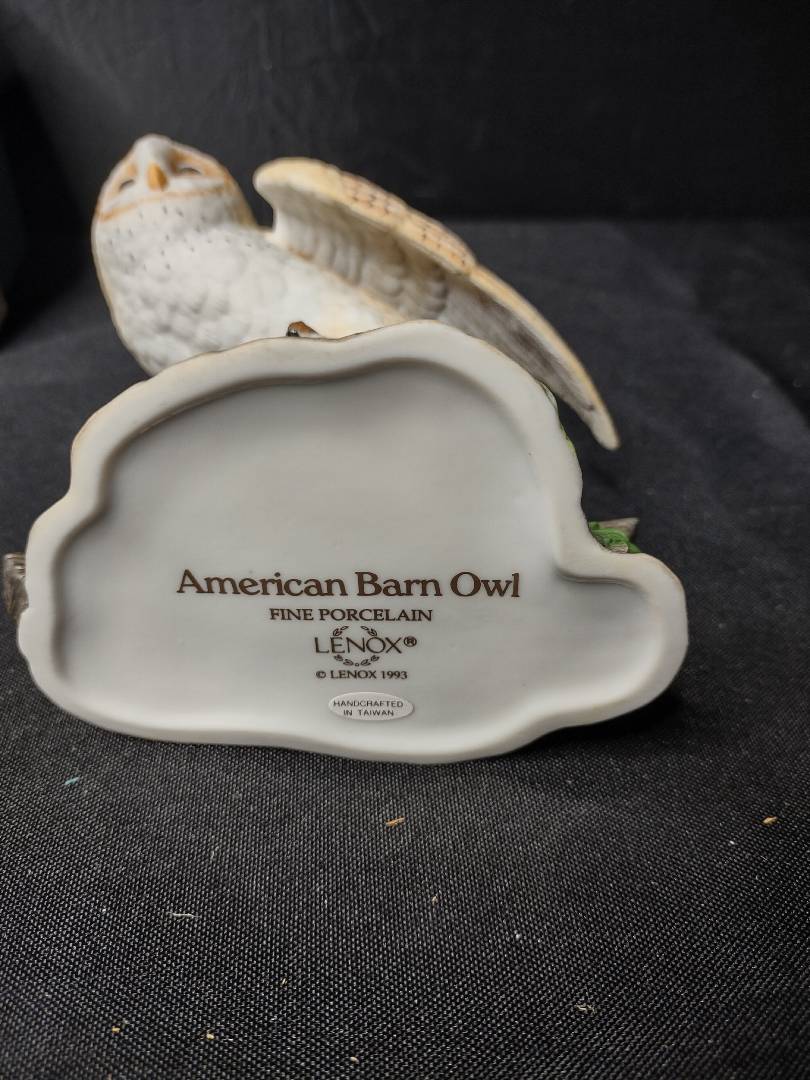 American Barn Owl
FINE PORCELAIN
LENOX®
© LENOX 1993
HANDCRAFTED
IN TAIWAN